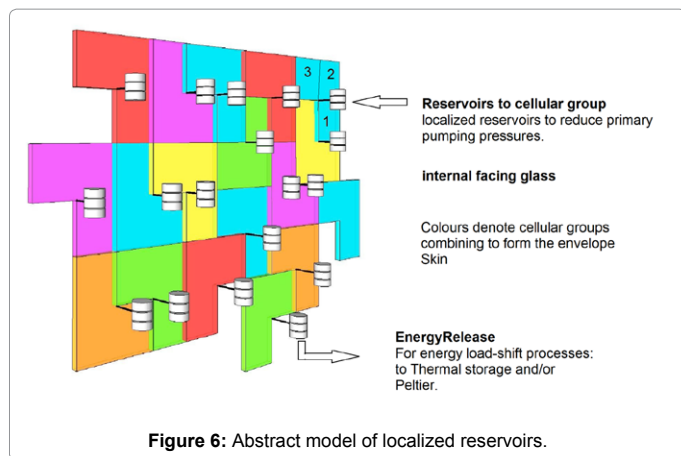 3
2
1
Reservoirs to cellular group
localized reservoirs to reduce primary
pumping pressures.
internal facing glass
Colours denote cellular groups
combining to form the envelope
Skin
EnergyRelease
For energy load-shift processes:
to Thermal storage and/or
Peltier.
Figure 6: Abstract model of localized reservoirs.